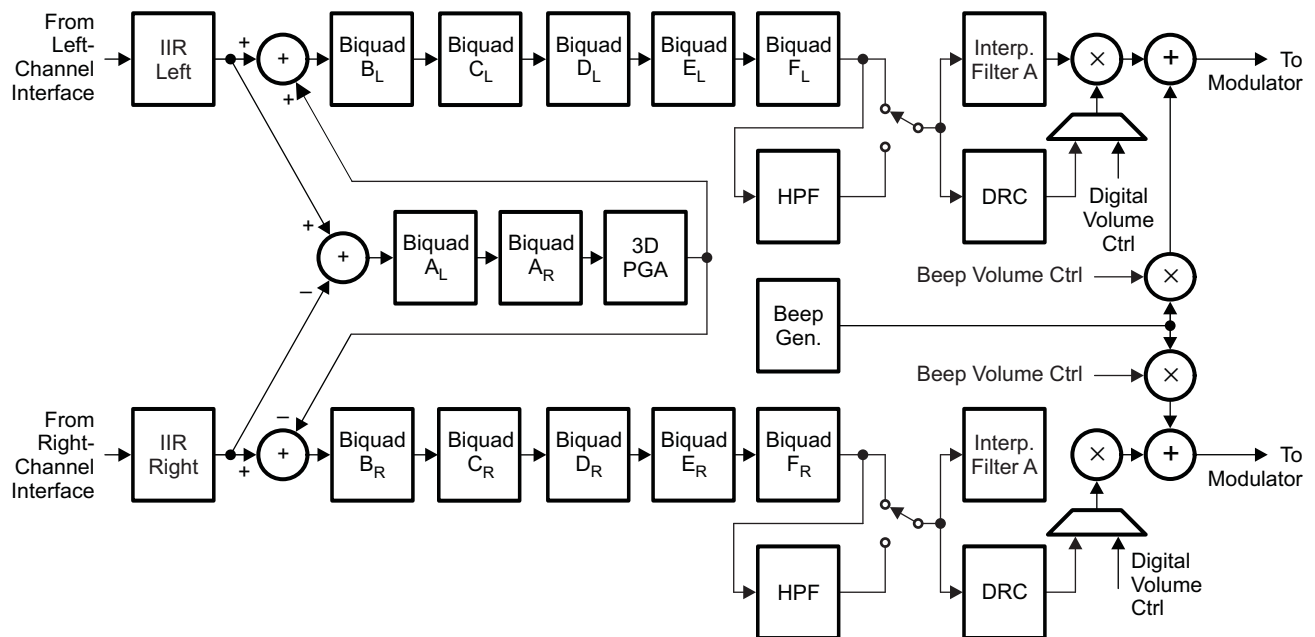 From
Left-
Channel
Interface
IIR
Left
+
+
+
Biquad
BL
Biquad
CL
Biquad
DL
Biquad
EL
Biquad
FL
Interp.
Filter A
×
+
To
Modulator
HPF
DRC
Digital
Volume
Ctrl
+
+
−
Biquad
AL
Biquad
AR
3D
PGA
Beep Volume Ctrl
×
Beep
Gen.
Beep Volume Ctrl
×
From
Right-
Channel
Interface
IIR
Right
−
+
+
Biquad
BR
Biquad
CR
Biquad
DR
Biquad
ER
Biquad
FR
Interp.
Filter A
×
+
To
Modulator
HPF
DRC
Digital
Volume
Ctrl